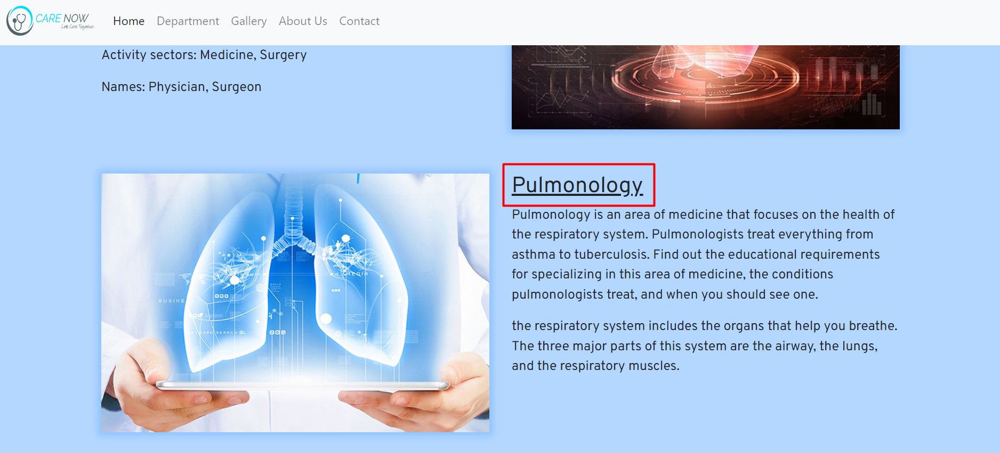 CARE NOW
Let's Care Together..
Home Department Gallery About Us Contact
Activity sectors: Medicine, Surgery
Names: Physician, Surgeon
Pulmonology
Pulmonology is an area of medicine that focuses on the health of
the respiratory system. Pulmonologists treat everything from
asthma to tuberculosis. Find out the educational requirements
for specializing in this area of medicine, the conditions
pulmonologists treat, and when you should see one.
the respiratory system includes the organs that help you breathe.
The three major parts of this system are the airway, the lungs,
and the respiratory muscles.
MEDIA
WORLD
BUSINE
NETWORK SEARCH